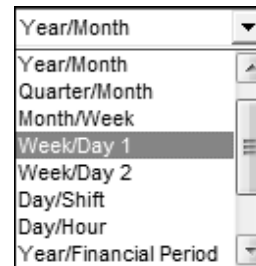 Year/Month
Year/Month
Quarter/Month
Month/Week
Week/Day 1
Week/Day 2
Day/Shift
Day/Hour
Year/Financial Period